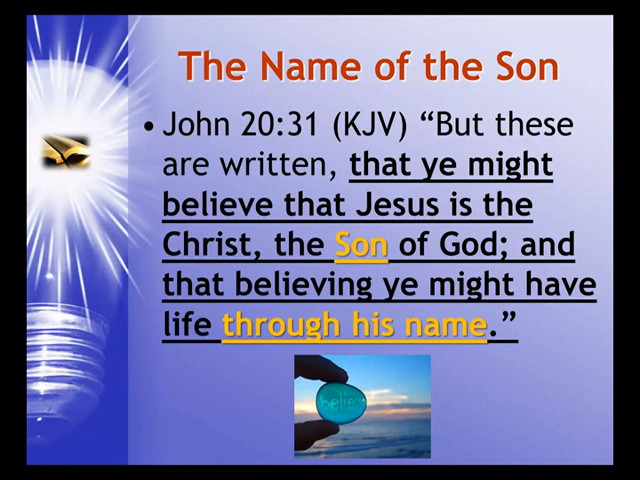 The Name of the Son
• John 20:31 (KJV) “But these
are written, that ye might
believe that Jesus is the
Christ, the Son of God; and
that believing ye might have
life through his name.”
believe